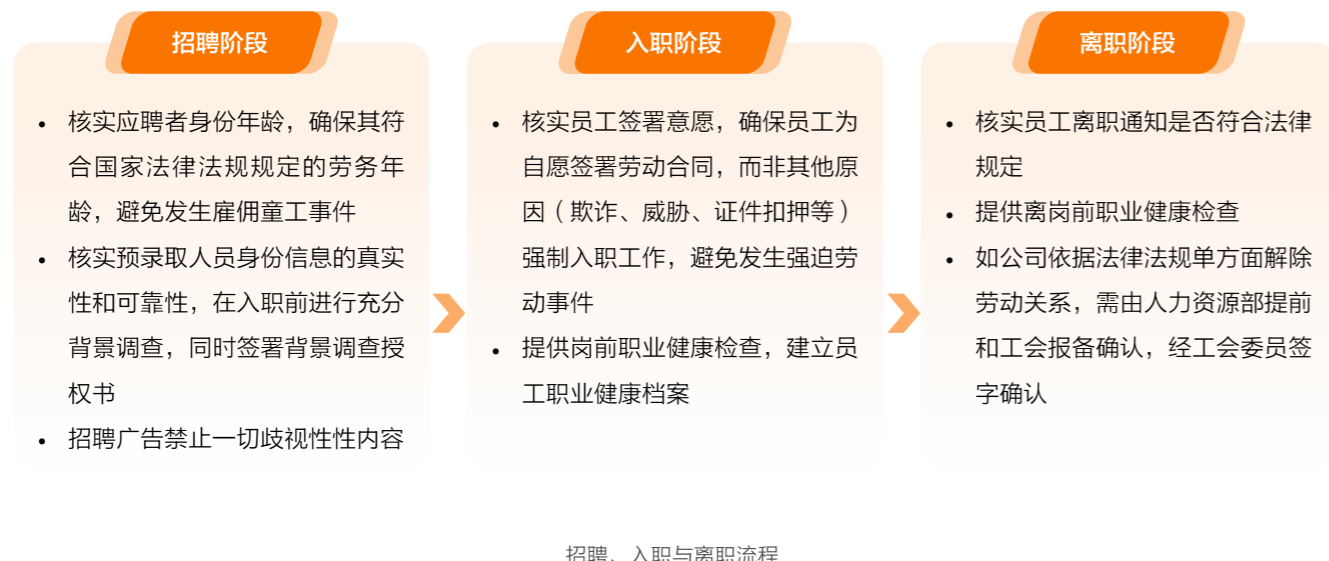 招聘阶段
• 核实应聘者身份年龄，确保其符
合国家法律法规规定的劳务年
龄，避免发生雇佣童工事件
• 核实预录取人员身份信息的真实
性和可靠性，在入职前进行充分
背景调查，同时签署背景调查授
权书
• 招聘广告禁止一切歧视性性内容
入职阶段
• 核实员工签署意愿，确保员工为
自愿签署劳动合同，而非其他原
因（欺诈、威胁、证件扣押等）
强制入职工作，避免发生强迫劳
动事件
• 提供岗前职业健康检查，建立员
工职业健康档案
离职阶段
• 核实员工离职通知是否符合法律
规定
• 提供离岗前职业健康检查
• 如公司依据法律法规单方面解除
劳动关系，需由人力资源部提前
和工会报备确认，经工会委员签
字确认
招聘、入职与离职流程